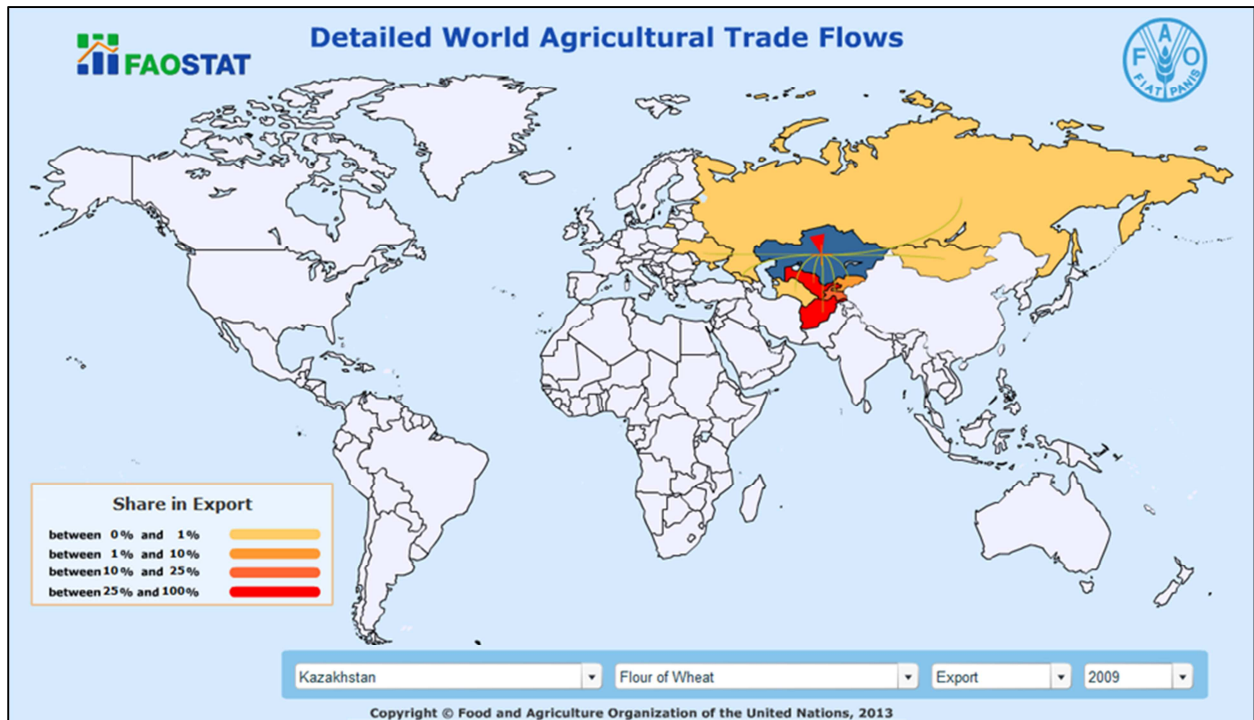 Detailed World Agricultural Trade Flows
FAOSTAT
F A O
FIAT PANIS
Share in Export
between 0% and 1%
between 1% and 10%
between 10% and 25%
between 25% and 100%
Kazakhstan
Flour of Wheat
Export
2009
Copyright © Food and Agriculture Organization of the United Nations, 2013